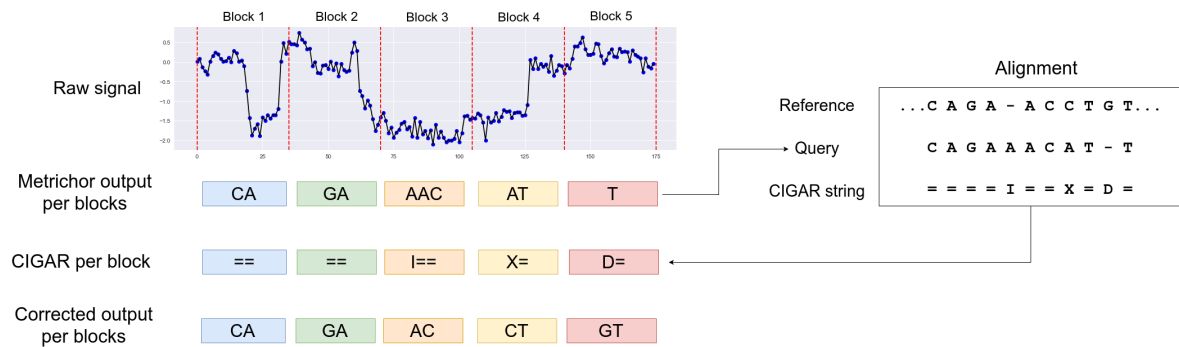 Block 1 Block 2 Block 3 Block 4 Block 5
0.5
0.0
−0.5
−1.0
−1.5
−2.0
0 25 50 75 100 125 150 175
Raw signal
Metrichor output
per blocks
CA GA AAC AT T
CIGAR per block
== == I== X= D=
Corrected output
per blocks
CA GA AC CT GT
Alignment
Reference ...C A G A - A C C T G T...
Query C A G A A A C A T - T
CIGAR string = = = = I = = X = D =